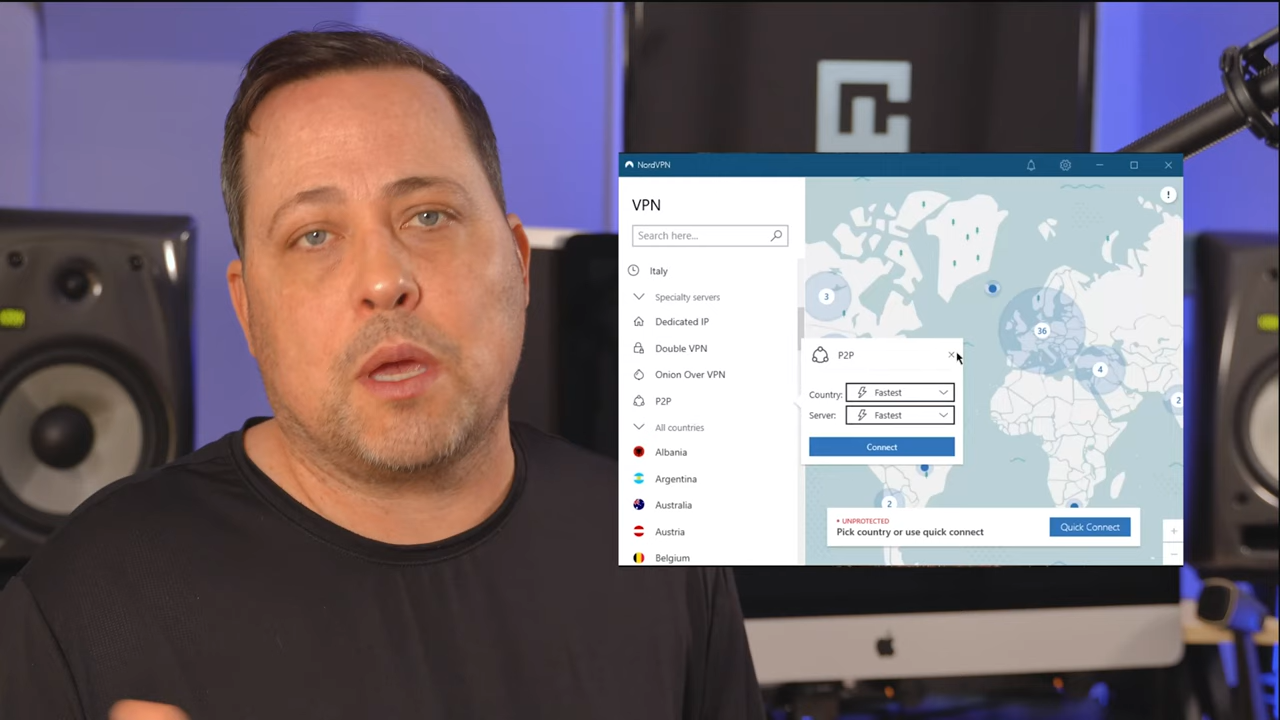 NordVPN
VPN
Search here...
Italy
Specialty servers
Dedicated IP
Double VPN
Onion Over VPN
P2P
All countries
Albania
Argentina
Australia
Austria
Belgium
P2P
Country: Fastest
Server: Fastest
Connect
3
36
4
2
2
UNPROTECTED
Pick country or use quick connect
Quick Connect